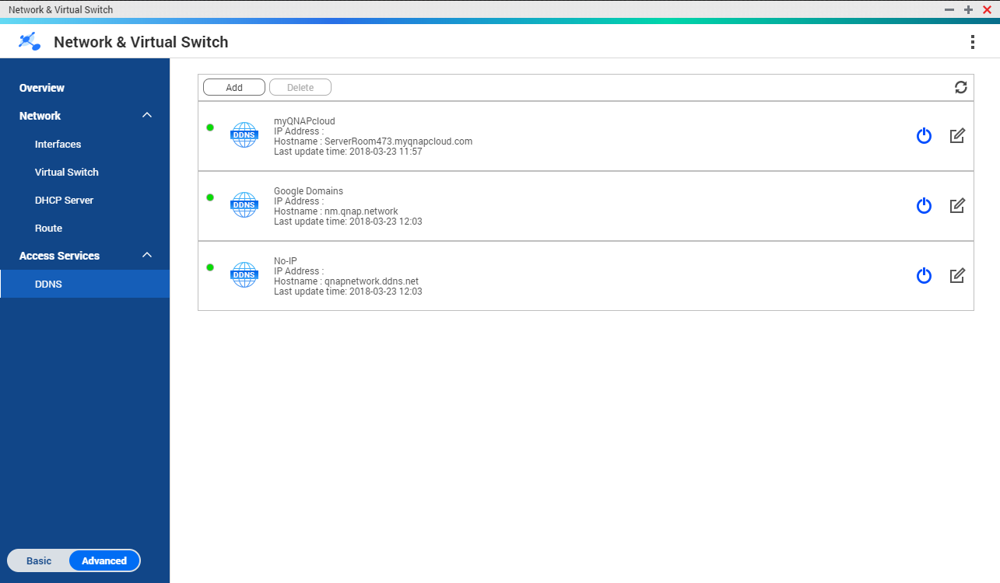 Network & Virtual Switch
Network & Virtual Switch
Overview
Network
Interfaces
Virtual Switch
DHCP Server
Route
Access Services
DDNS
Basic
Advanced
Add
Delete
DDNS
myQNAPcloud
IP Address :
Hostname : ServerRoom473.myqnapcloud.com
Last update time: 2018-03-23 11:57
DDNS
Google Domains
IP Address :
Hostname : nm.qnap.network
Last update time: 2018-03-23 12:03
DDNS
No-IP
IP Address :
Hostname : qnapnetwork.ddns.net
Last update time: 2018-03-23 12:03